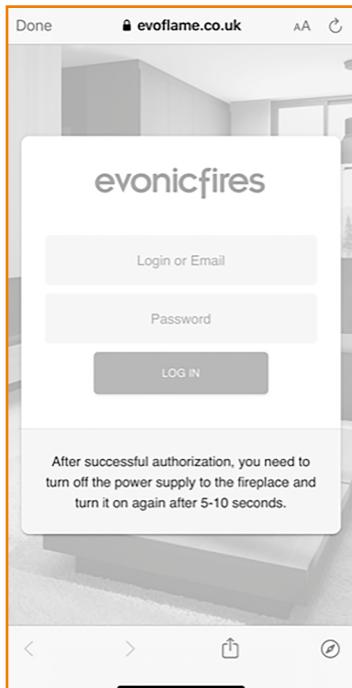 Done evoflame.co.uk AA
evonicfires
Login or Email
Password
LOG IN
After successful authorization, you need to
turn off the power supply to the fireplace and
turn it on again after 5-10 seconds.